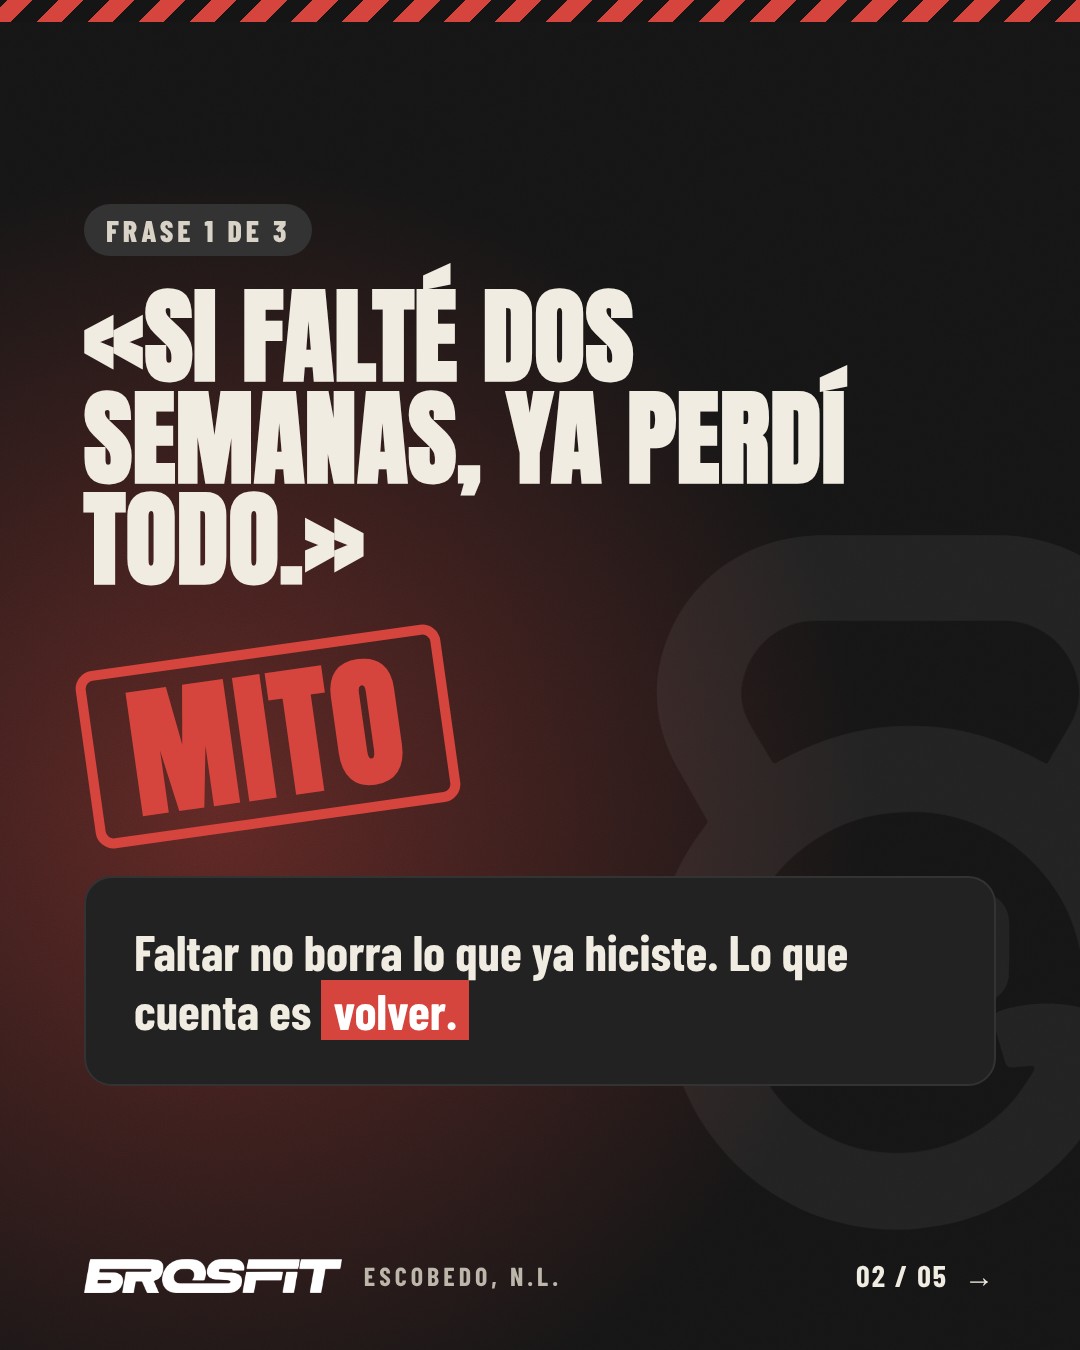 FRASE 1 DE 3
«SI FALTÉ DOS
SEMANAS, YA PERDÍ
TODO.»
MITO
Faltar no borra lo que ya hiciste. Lo que
cuenta es volver.
BROSFIT ESCOBEDO, N.L. 02 / 05 →